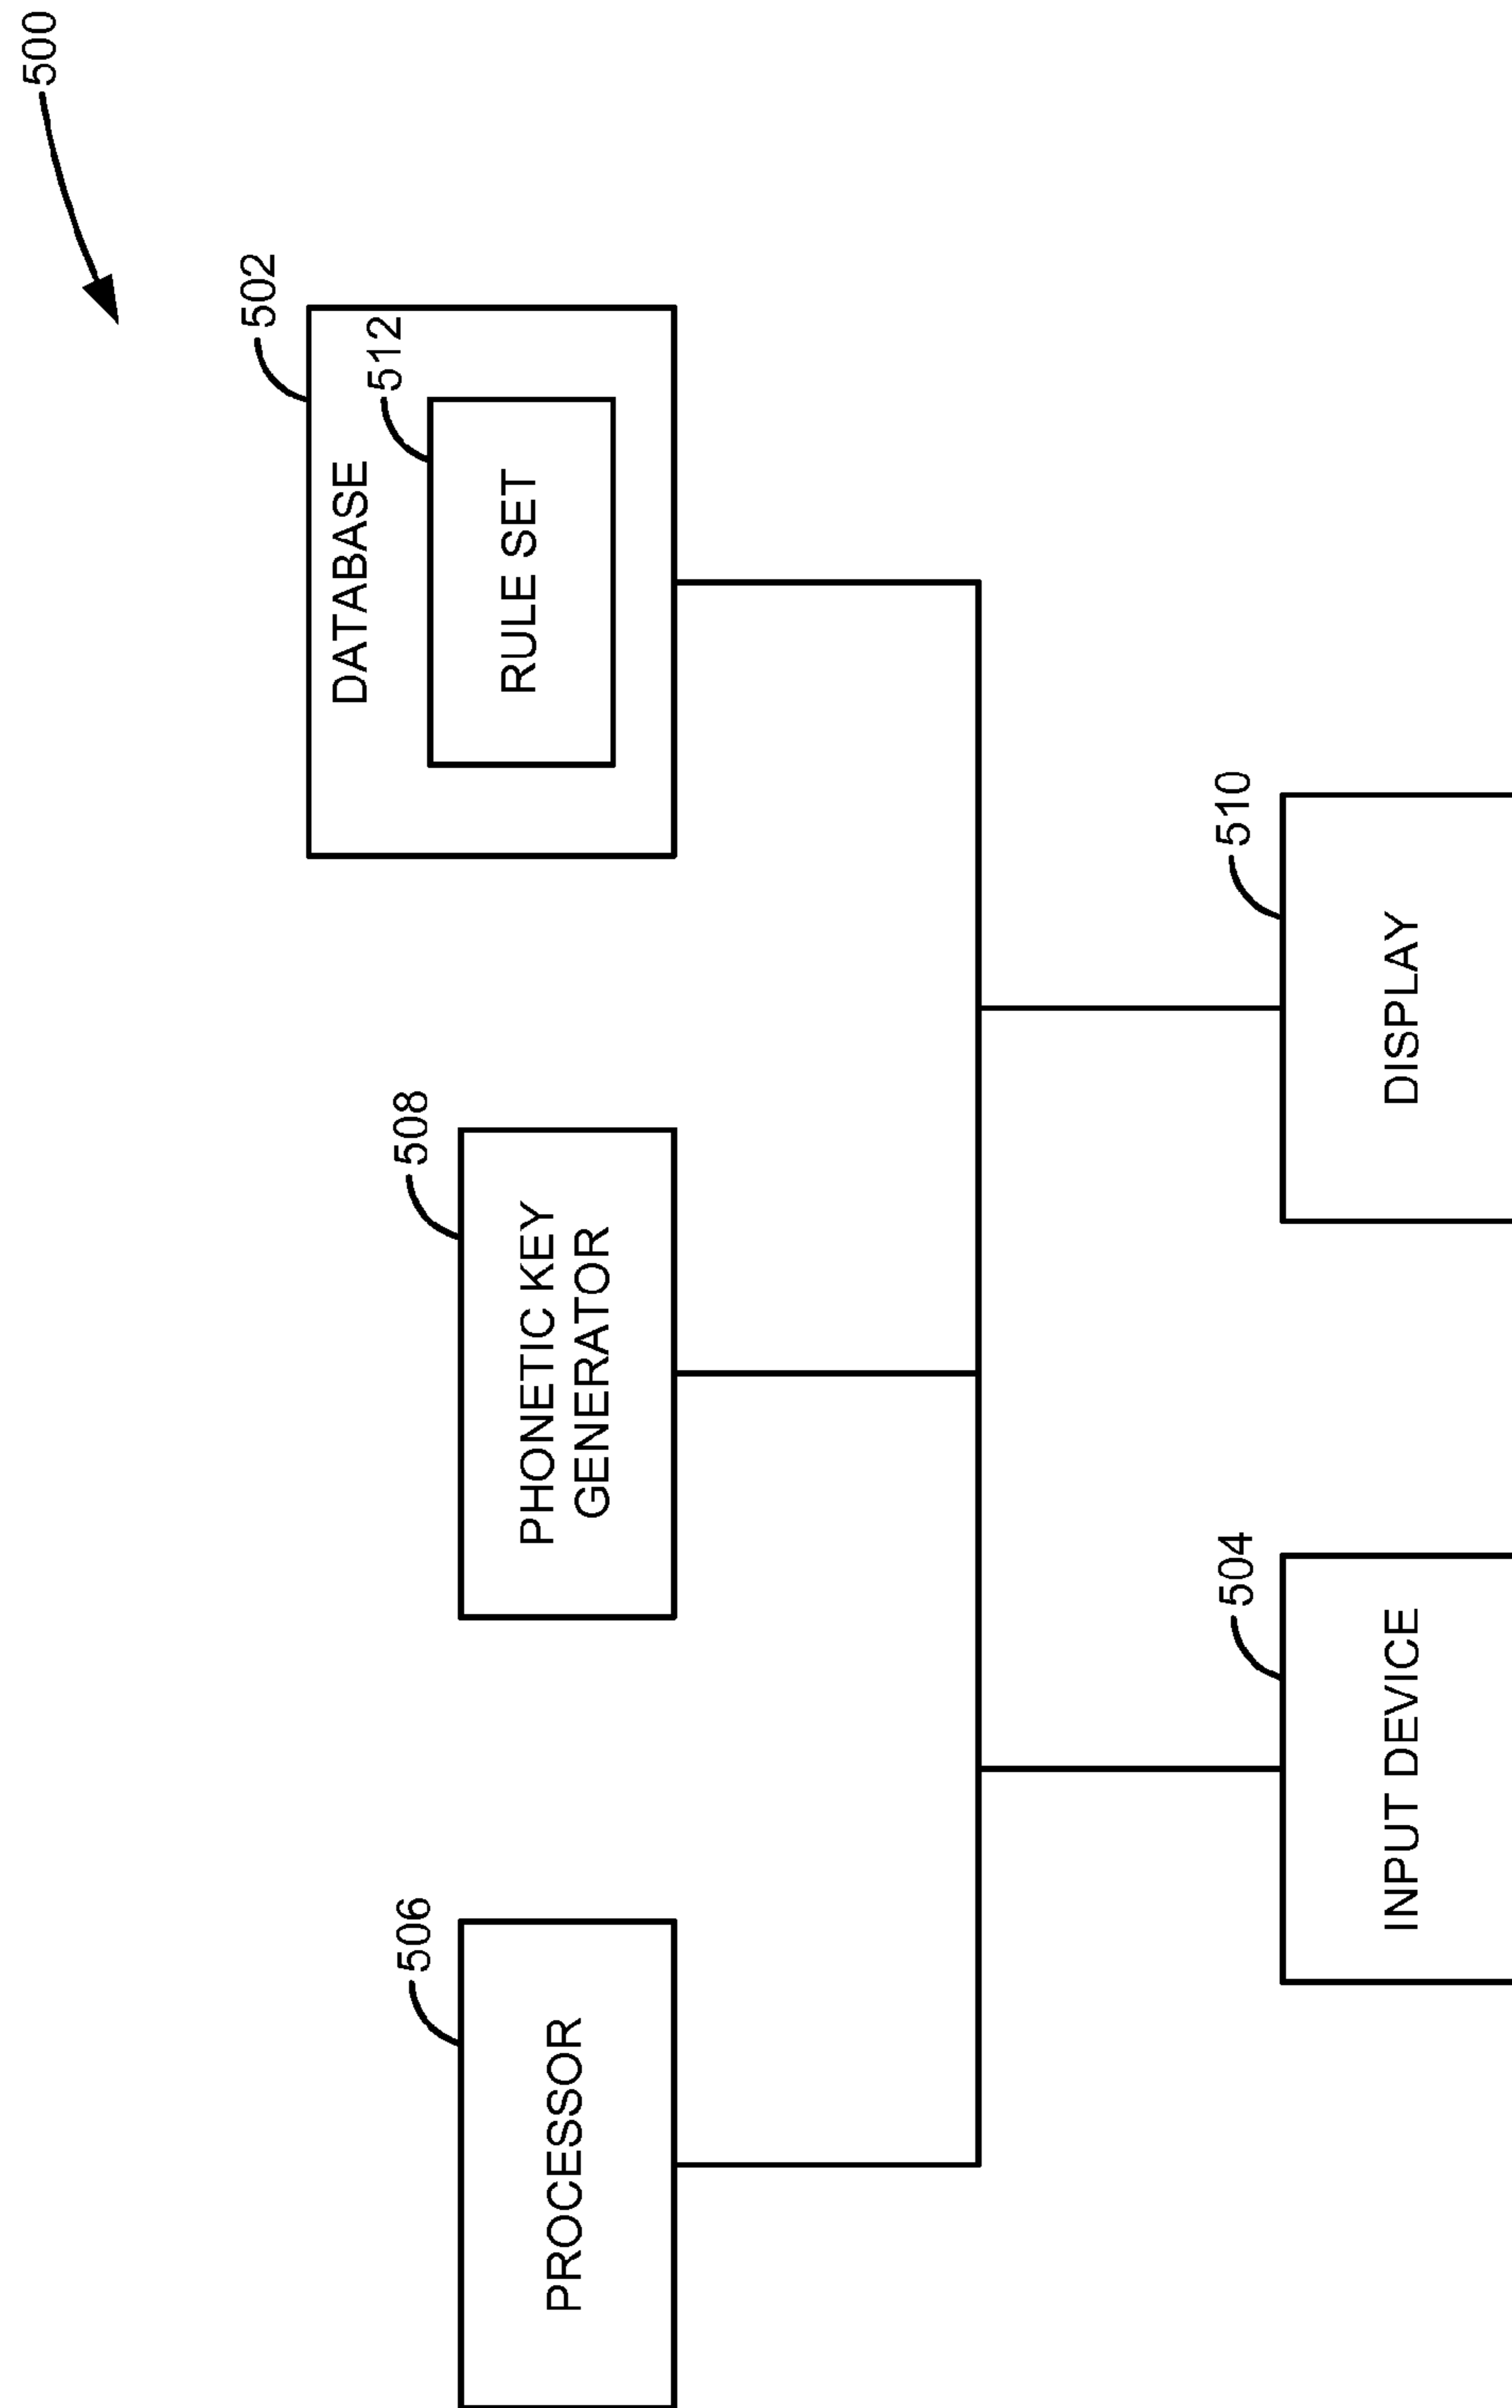 500
506
PROCESSOR
508
PHONETIC KEY
GENERATOR
502
DATABASE
512
RULE SET
504
INPUT DEVICE
510
DISPLAY